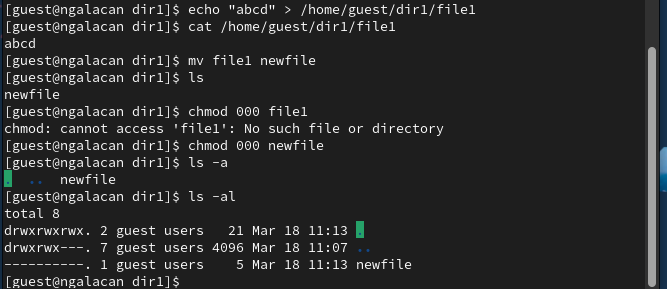 [guest@ngalacan dir1]$ echo "abcd" > /home/guest/dir1/file1
[guest@ngalacan dir1]$ cat /home/guest/dir1/file1
abcd
[guest@ngalacan dir1]$ mv file1 newfile
[guest@ngalacan dir1]$ ls
newfile
[guest@ngalacan dir1]$ chmod 000 file1
chmod: cannot access 'file1': No such file or directory
[guest@ngalacan dir1]$ chmod 000 newfile
[guest@ngalacan dir1]$ ls -a
.  ..  newfile
[guest@ngalacan dir1]$ ls -al
total 8
drwxrwxrwx. 2 guest users   21 Mar 18 11:13 .
drwxrwx---. 7 guest users 4096 Mar 18 11:07 ..
----------. 1 guest users    5 Mar 18 11:13 newfile
[guest@ngalacan dir1]$